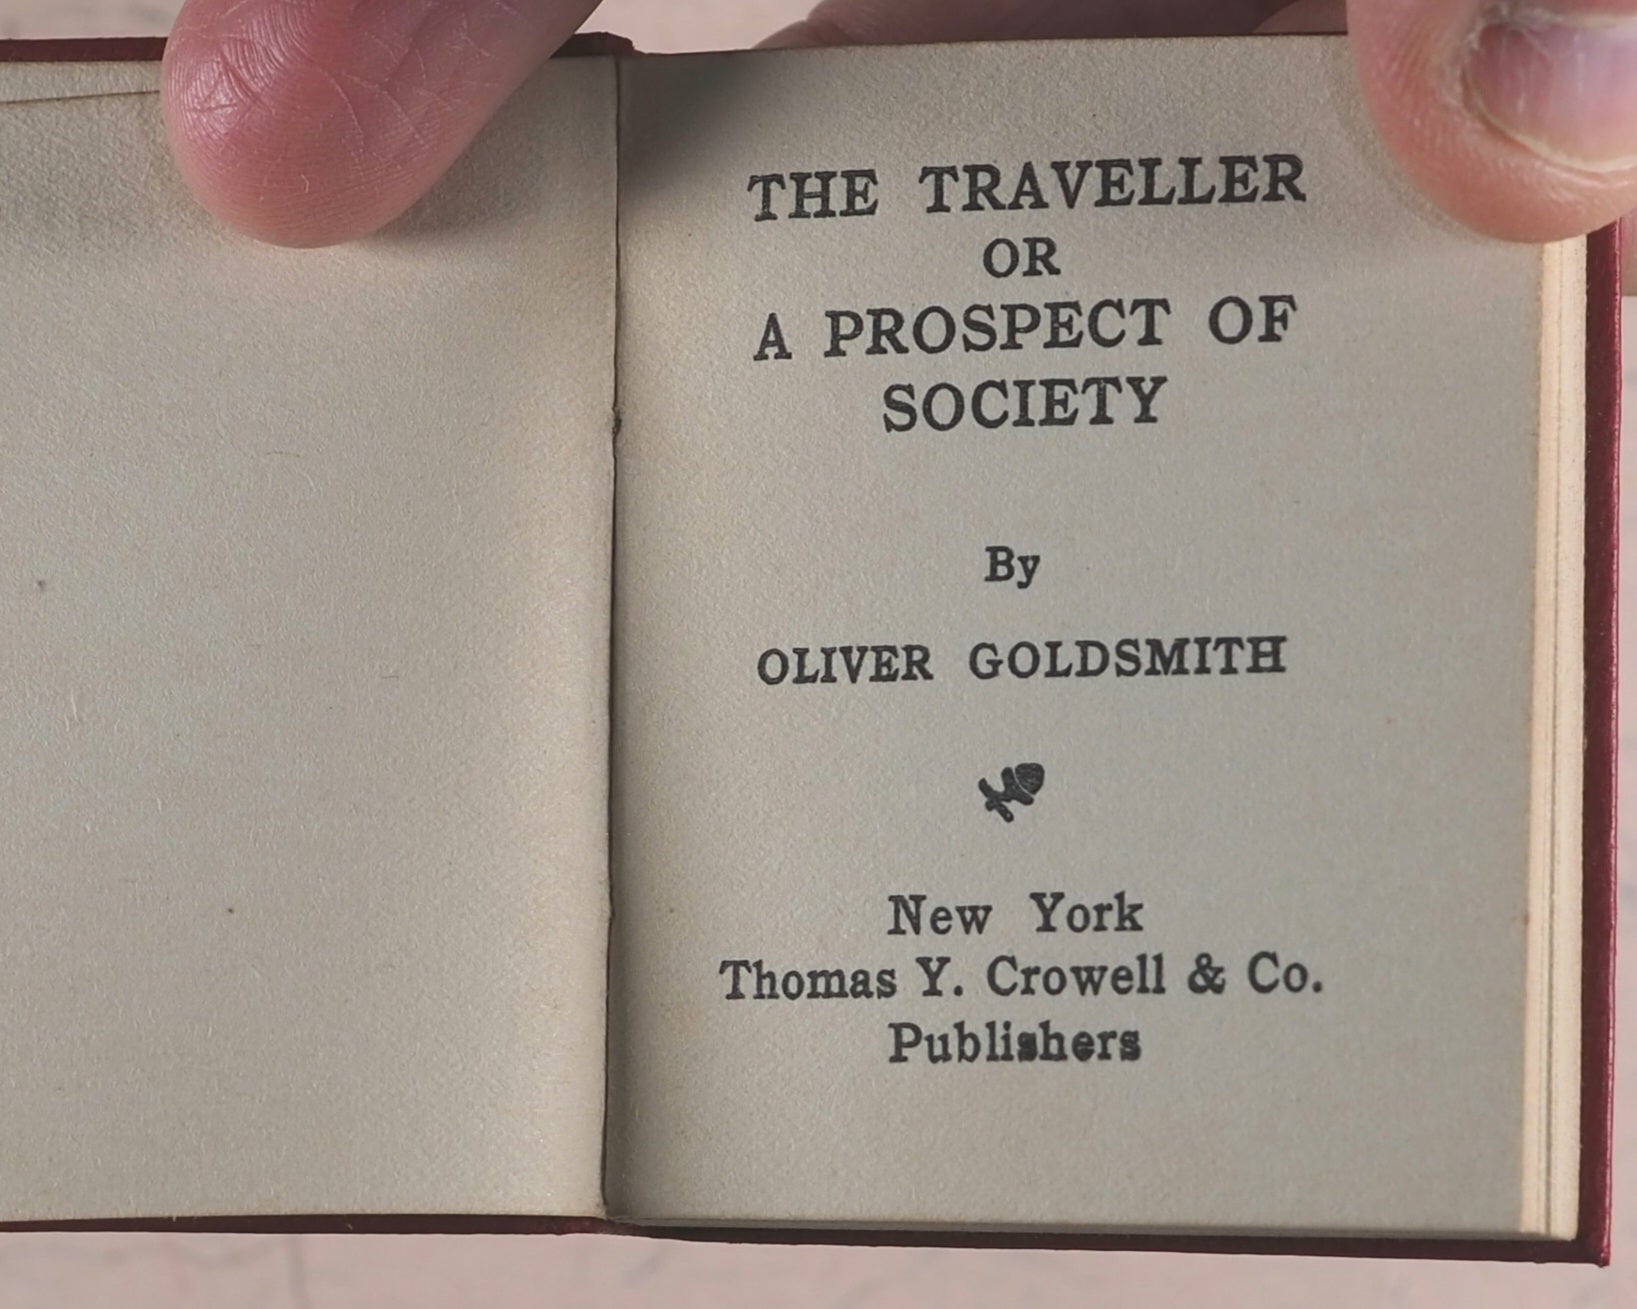 THE TRAVELLER
OR
A PROSPECT OF
SOCIETY
By
OLIVER GOLDSMITH
New York
Thomas Y. Crowell & Co.
Publishers